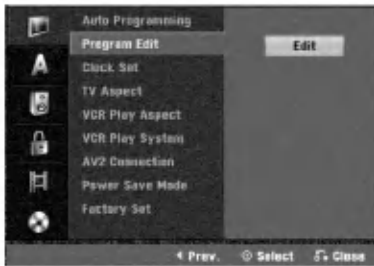 Auto Programming
Program Edit
Edit
Clock Set
TV Aspect
VCR Play Aspect
VCR Play System
AV2 Connection
Power Save Mode
Factory Set
A
Prev. Select Close